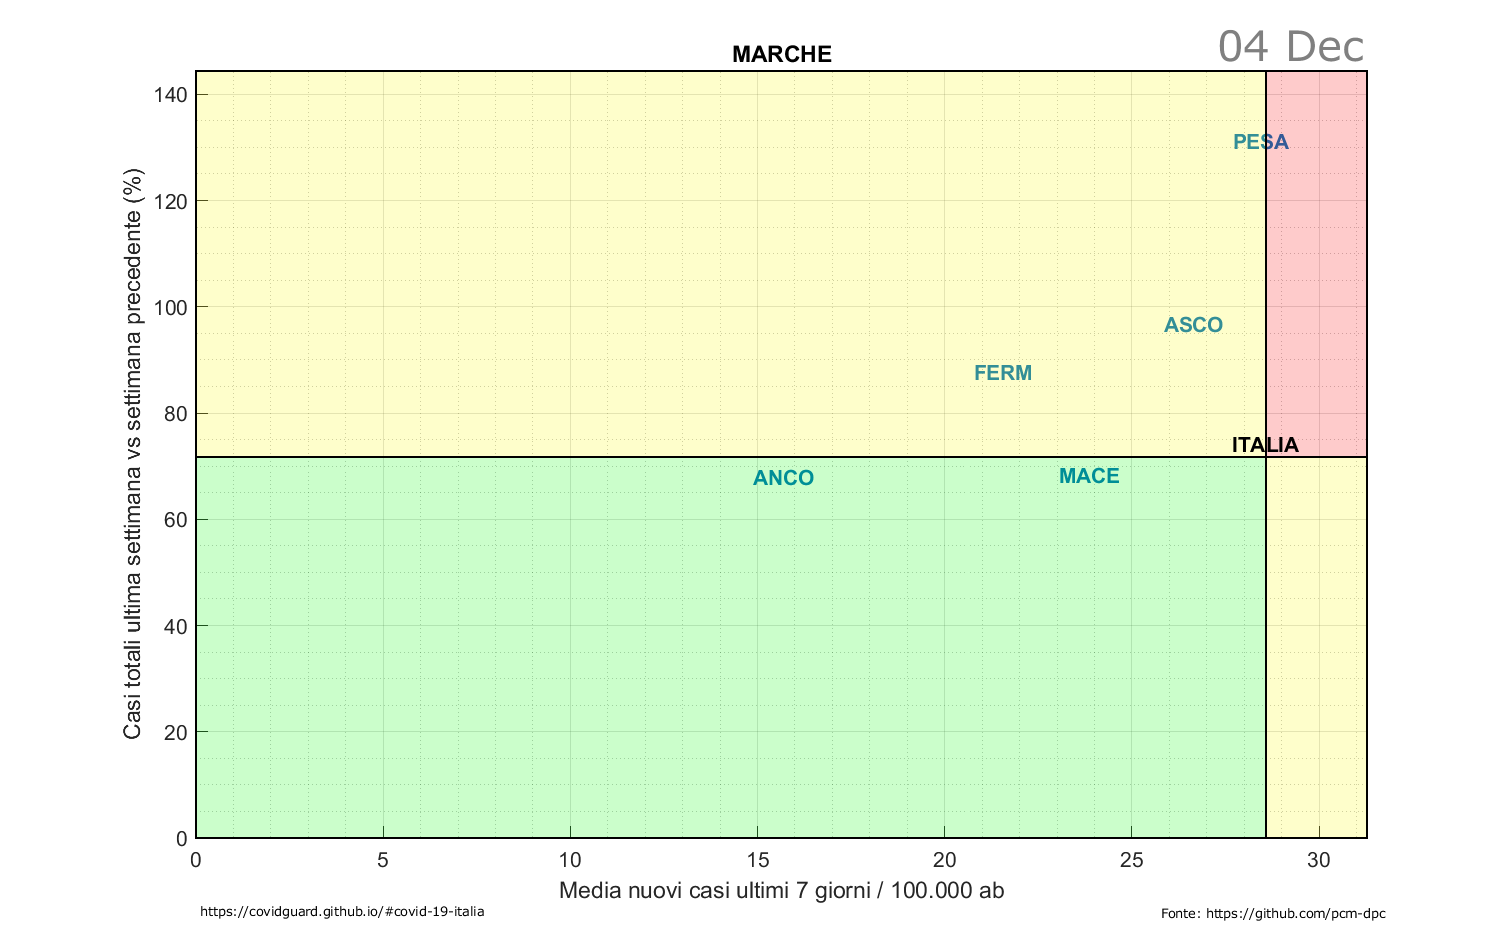 04 Dec
MARCHE
Casi totali ultima settimana vs settimana precedente (%)
140
120
100
80
60
40
20
0
PESA
ASCO
FERM
ITALIA
ANCO
MACE
0 5 10 15 20 25 30
Media nuovi casi ultimi 7 giorni / 100.000 ab
https://covidguard.github.io/#covid-19-italia
Fonte: https://github.com/pcm-dpc